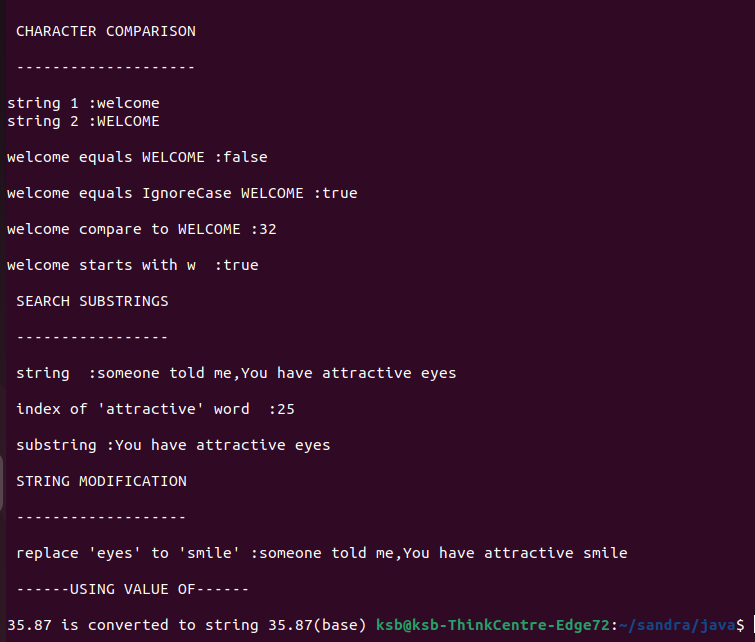 CHARACTER COMPARISON
--------------------
string 1 :welcome
string 2 :WELCOME
welcome equals WELCOME :false
welcome equals IgnoreCase WELCOME :true
welcome compare to WELCOME :32
welcome starts with w  :true
SEARCH SUBSTRINGS
-----------------
string  :someone told me,You have attractive eyes
index of 'attractive' word  :25
substring :You have attractive eyes
STRING MODIFICATION
-------------------
replace 'eyes' to 'smile' :someone told me,You have attractive smile
------USING VALUE OF------
35.87 is converted to string 35.87(base) ksb@ksb-ThinkCentre-Edge72:~/sandra/java$